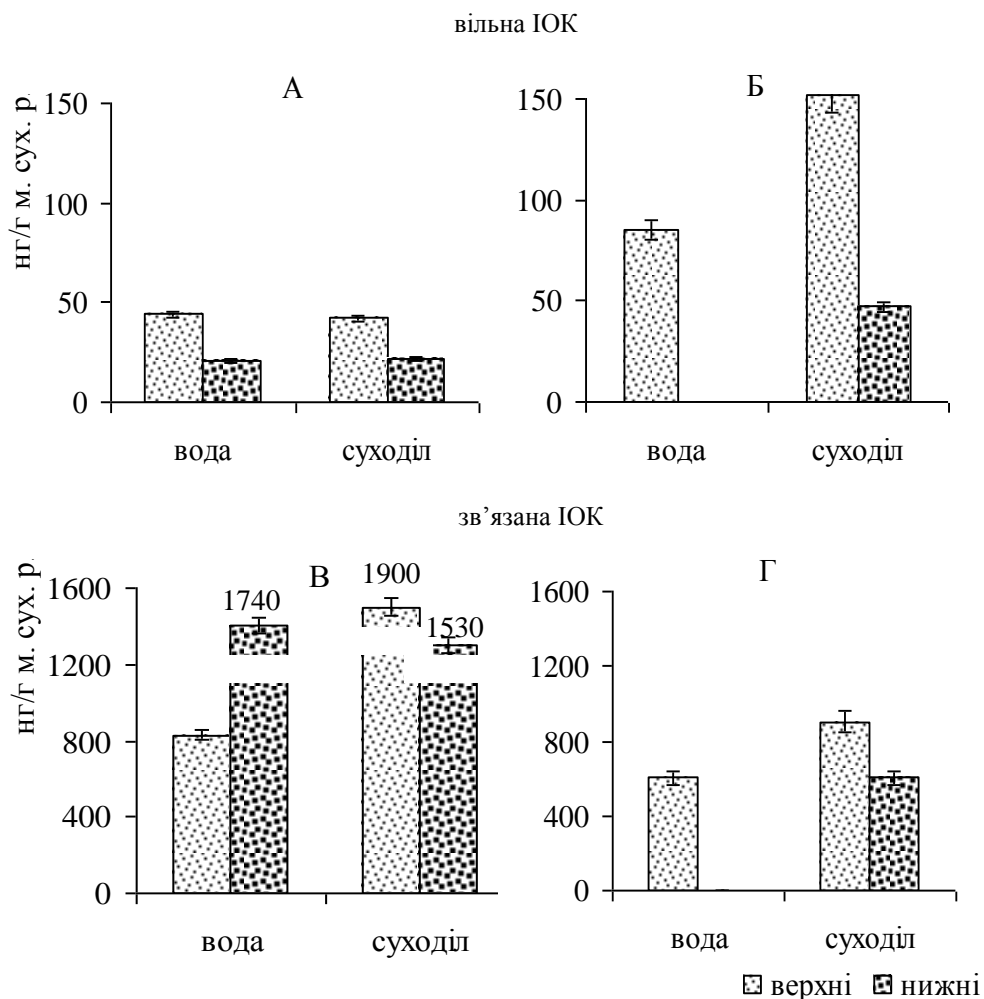 вільна ІОК
А
Б
нг/г м. сух. р.
150
100
50
0
150
100
50
0
вода
суходіл
вода
суходіл
зв’язана ІОК
В
Г
нг/г м. сух. р.
1600
1200
800
400
0
1740
1900
1530
1600
1200
800
400
0
вода
суходіл
вода
суходіл
верхні
нижні